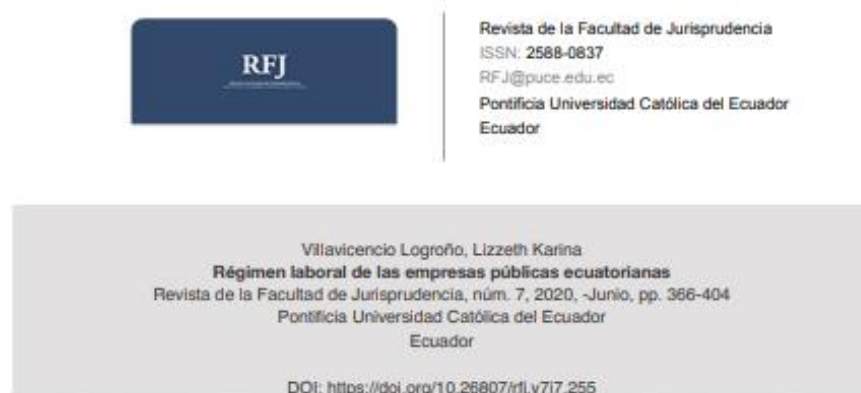 RFJ
Revista de la Facultad de Jurisprudencia
ISSN: 2588-0837
RFJ@puce.edu.ec
Pontificia Universidad Católica del Ecuador
Ecuador
Villavicencio Logroño, Lizzeth Karina
Régimen laboral de las empresas públicas ecuatorianas
Revista de la Facultad de Jurisprudencia, núm. 7, 2020, -Junio, pp. 366-404
Pontificia Universidad Católica del Ecuador
Ecuador
DOI: https://doi.org/10.26807/rfj.v7i7.255